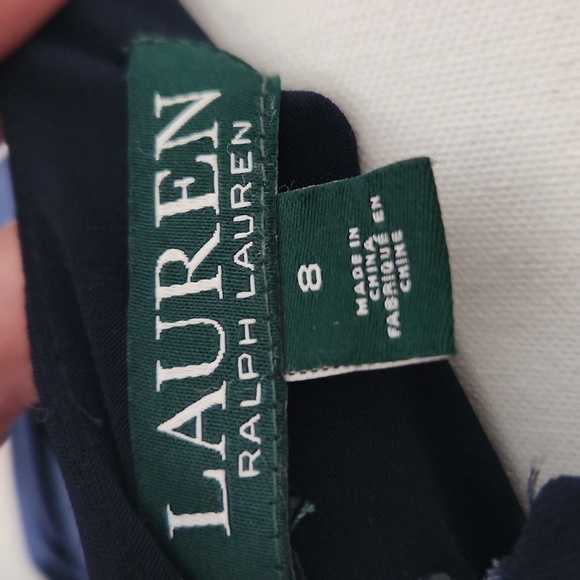 LAUREN
RALPH LAUREN
8
MADE IN
CHINA
FABRIQUÉ EN
CHINE